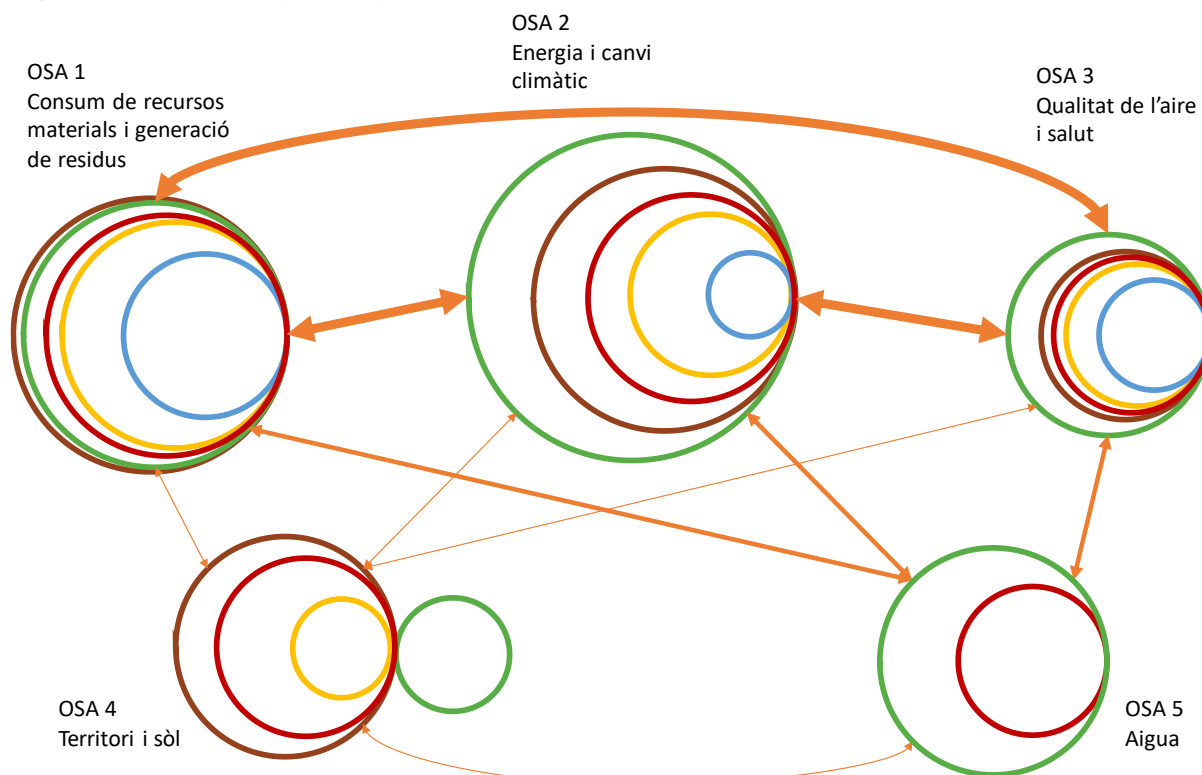 OSA 1
Consum de recursos
materials i generació
de residus
OSA 2
Energia i canvi
climàtic
OSA 3
Qualitat de l’aire
i salut
OSA 4
Territori i sòl
OSA 5
Aigua